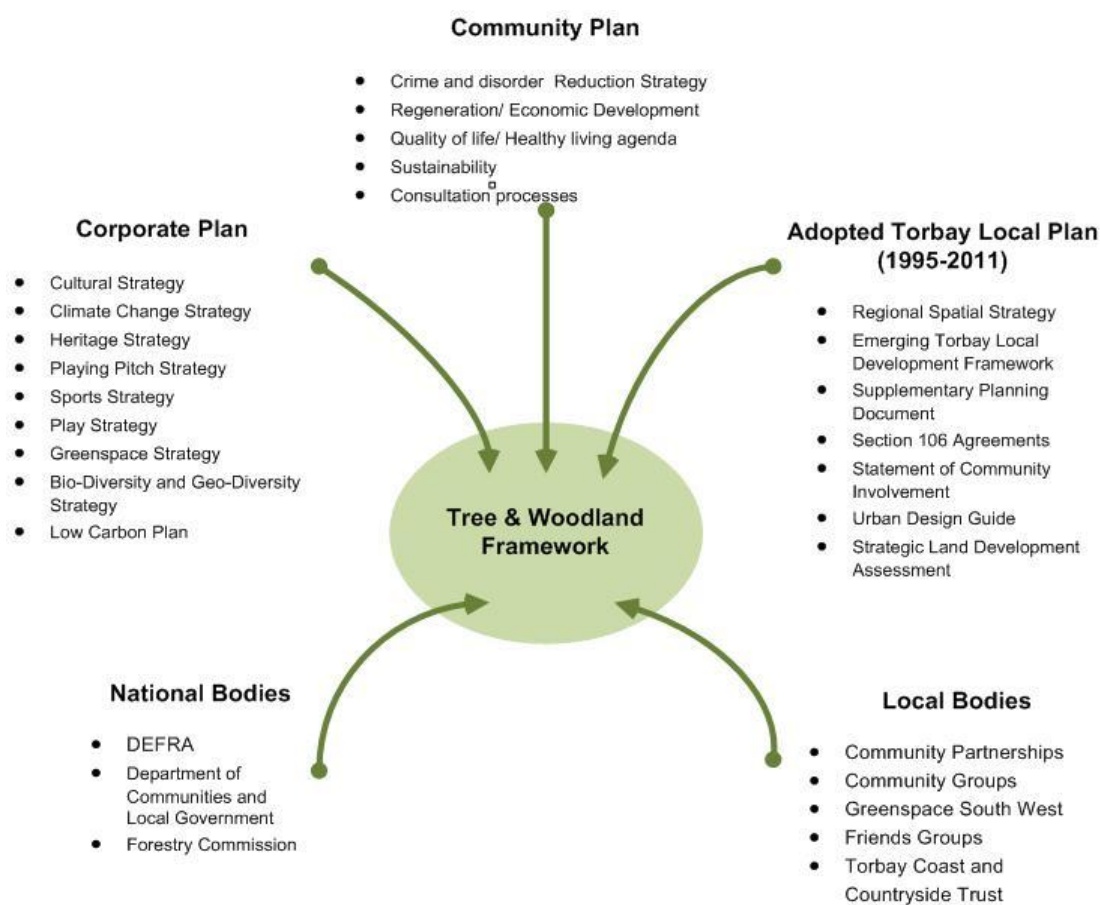 Community Plan
● Crime and disorder Reduction Strategy
● Regeneration/ Economic Development
● Quality of life/ Healthy living agenda
● Sustainability
● Consultation processes
Corporate Plan
● Cultural Strategy
● Climate Change Strategy
● Heritage Strategy
● Playing Pitch Strategy
● Sports Strategy
● Play Strategy
● Greenspace Strategy
● Bio-Diversity and Geo-Diversity
Strategy
● Low Carbon Plan
Adopted Torbay Local Plan
(1995-2011)
● Regional Spatial Strategy
● Emerging Torbay Local
Development Framework
● Supplementary Planning
Document
● Section 106 Agreements
● Statement of Community
Involvement
● Urban Design Guide
● Strategic Land Development
Assessment
Tree & Woodland
Framework
National Bodies
● DEFRA
● Department of
Communities and
Local Government
● Forestry Commission
Local Bodies
● Community Partnerships
● Community Groups
● Greenspace South West
● Friends Groups
● Torbay Coast and
Countryside Trust